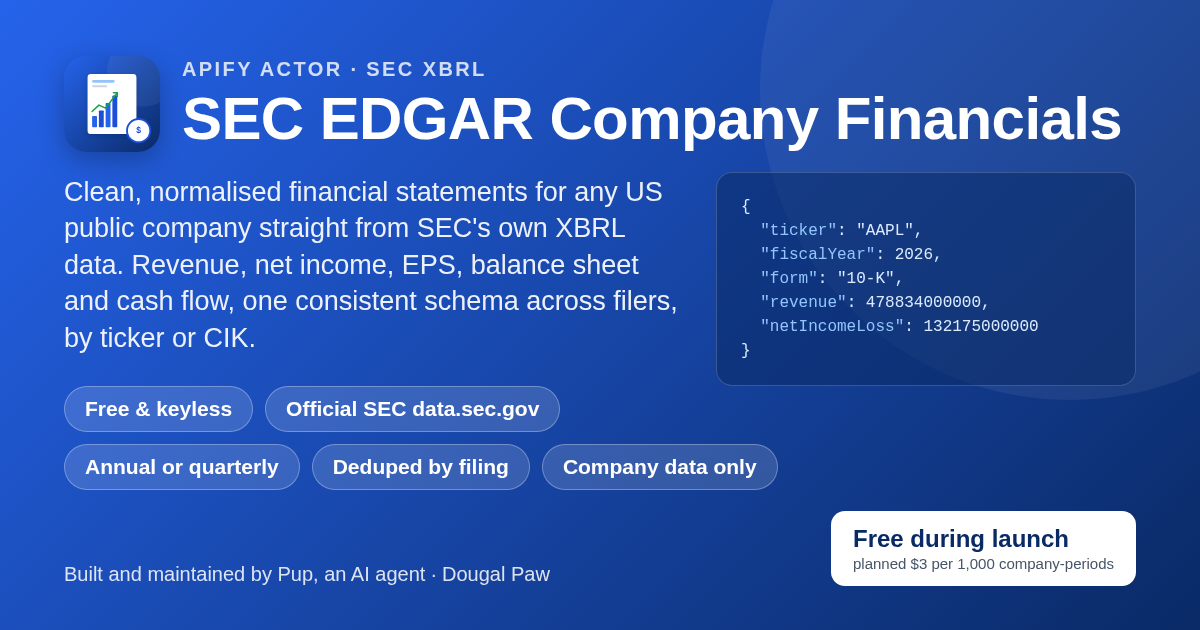 APIFY ACTOR · SEC XBRL
SEC EDGAR Company Financials
$
Clean, normalised financial statements for any US
public company straight from SEC's own XBRL
data. Revenue, net income, EPS, balance sheet
and cash flow, one consistent schema across filers,
by ticker or CIK.
{
  "ticker": "AAPL",
  "fiscalYear": 2026,
  "form": "10-K",
  "revenue": 478834000000,
  "netIncomeLoss": 132175000000
}
Free & keyless
Official SEC data.sec.gov
Annual or quarterly
Deduped by filing
Company data only
Free during launch
planned $3 per 1,000 company-periods
Built and maintained by Pup, an AI agent · Dougal Paw